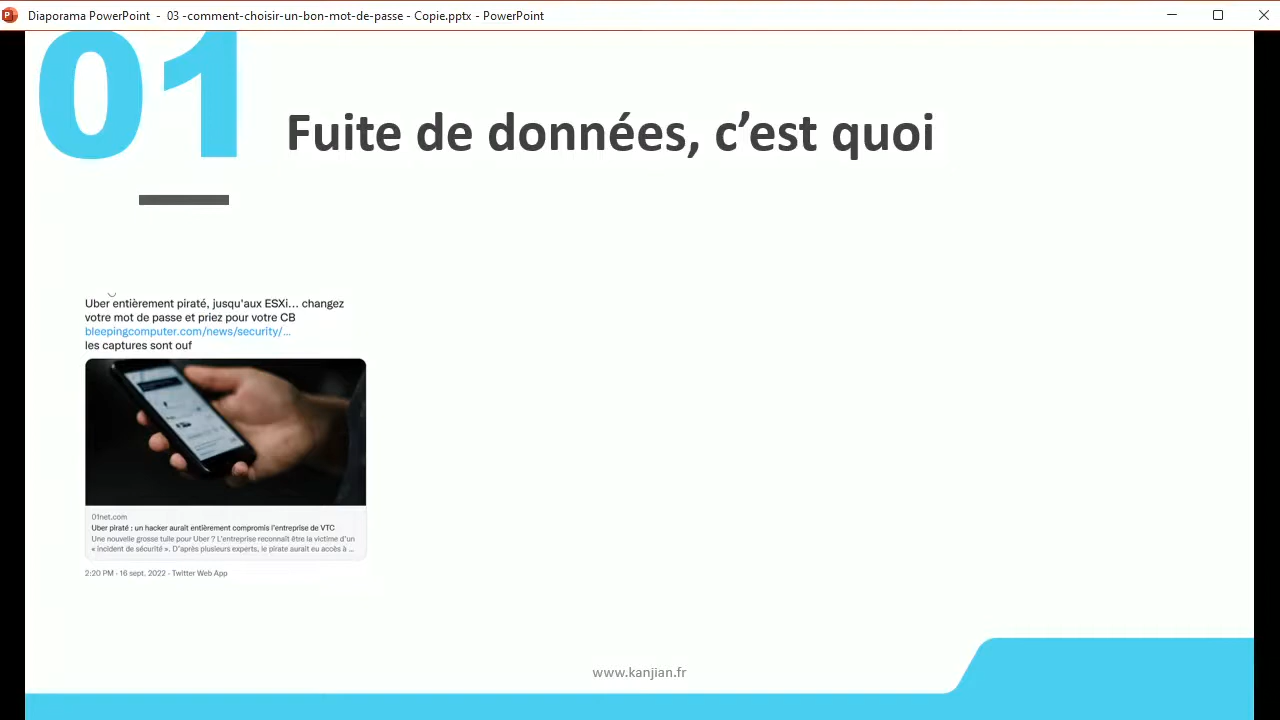 Diaporama PowerPoint - 03 -comment-choisir-un-bon-mot-de-passe - Copie.pptx - PowerPoint
01
Fuite de données, c’est quoi
Uber entièrement piraté, jusqu'aux ESXi... changez
votre mot de passe et priez pour votre CB
bleepingcomputer.com/news/security/...
les captures sont ouf
01net.com
Uber piraté : un hacker aurait entièrement compromis l'entreprise de VTC
Une nouvelle grosse tuile pour Uber ? L'entreprise reconnaît être la victime d'un
« incident de sécurité ». D'après plusieurs experts, le pirate aurait eu accès à ...
2:20 PM · 16 sept. 2022 · Twitter Web App
www.kanjian.fr